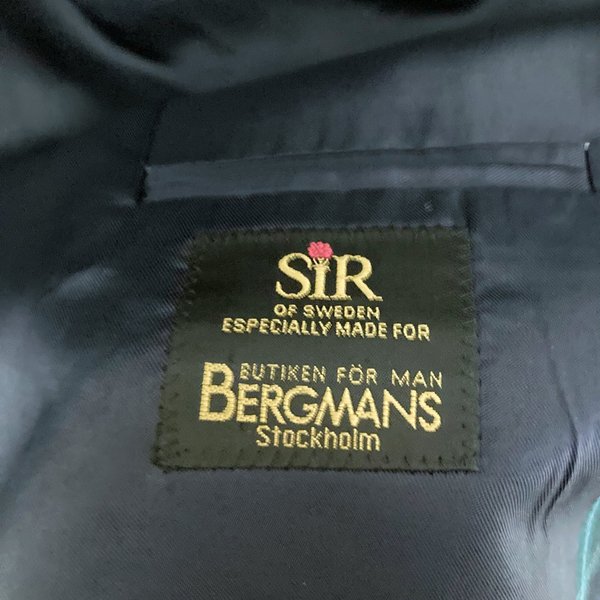 SiR
OF SWEDEN
ESPECIALLY MADE FOR
BUTIKEN FÖR MAN
BERGMANS
Stockholm